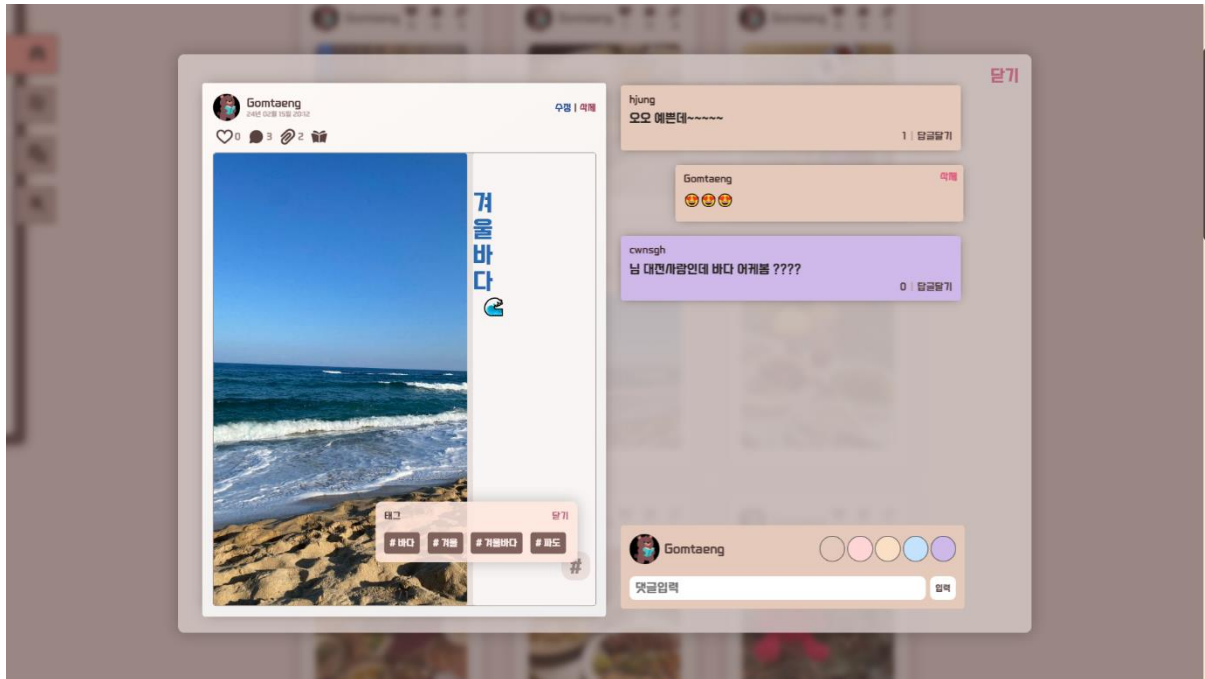 닫기
Gomtaeng
24년 02월 15일 20:12
수정 | 삭제
0 3 2
겨
울
바
다
🌊
태그 닫기
# 바다 # 겨울 # 겨울바다 # 파도
#
hjung
오오 예쁜데~~~~~
1 | 답글달기
Gomtaeng 삭제
😍😍😍
cwnsgh
님 대전사람인데 바다 어케봄 ????
0 | 답글달기
Gomtaeng
댓글입력 입력